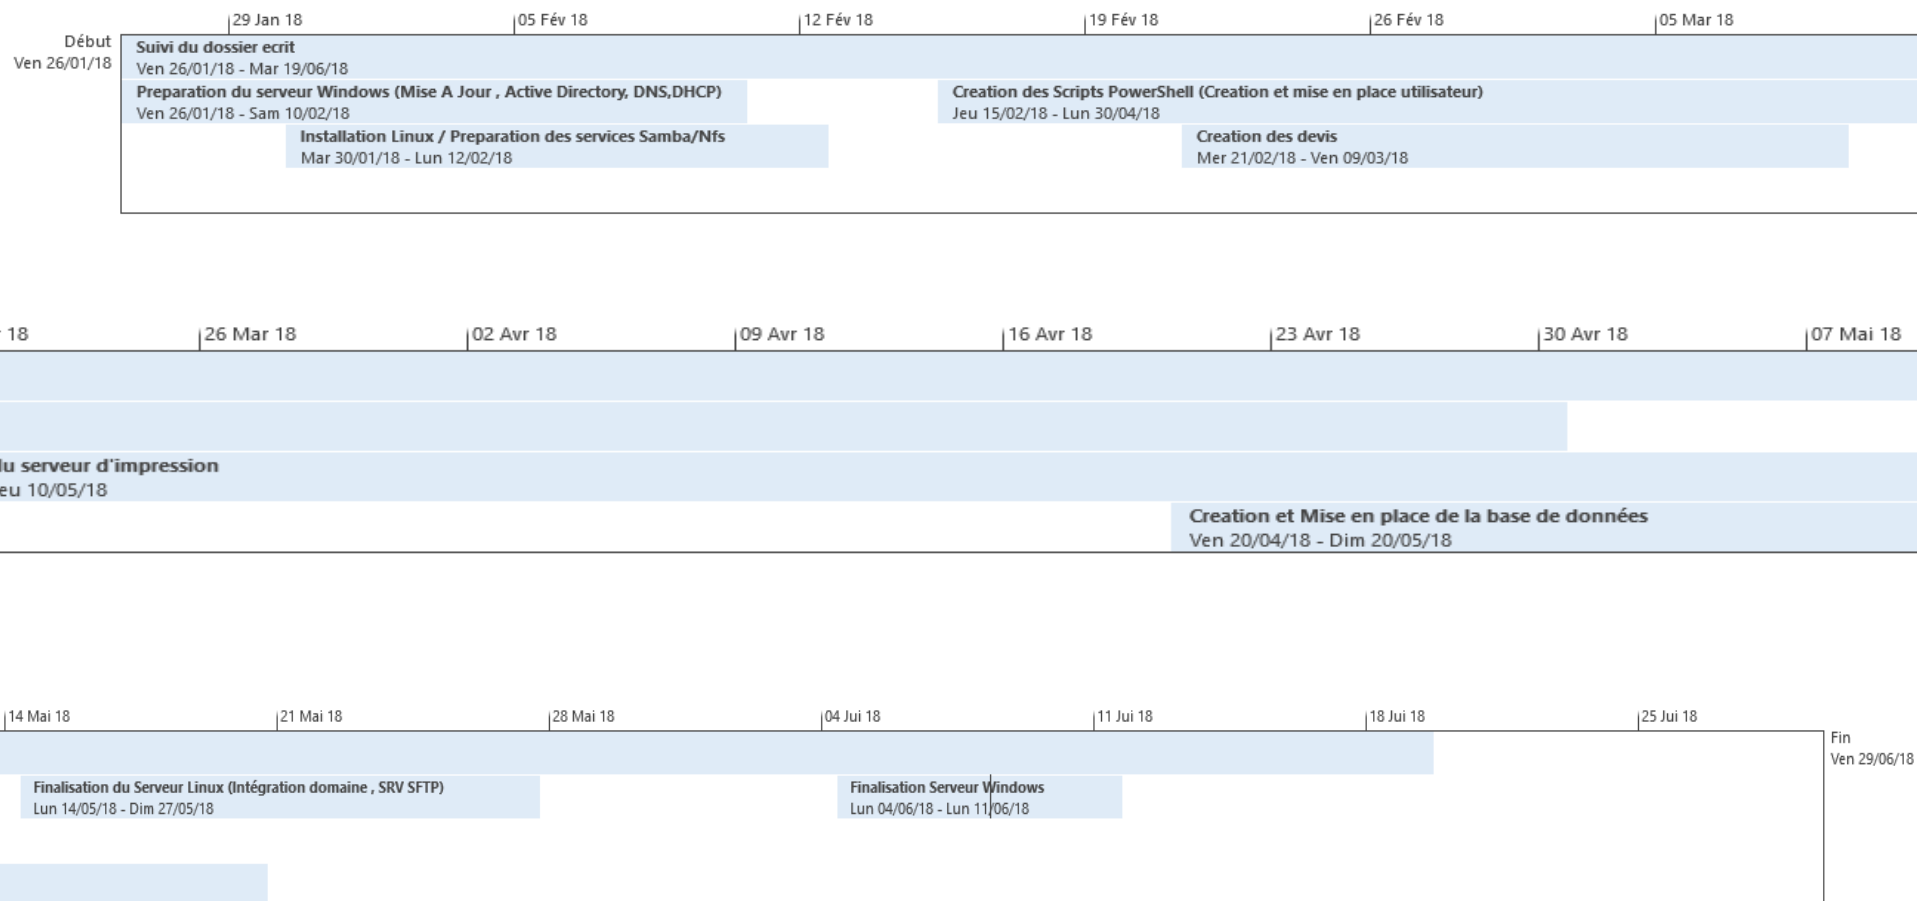 29 Jan 18 05 Fév 18 12 Fév 18 19 Fév 18 26 Fév 18 05 Mar 18
Début
Ven 26/01/18
Suivi du dossier ecrit
Ven 26/01/18 - Mar 19/06/18
Preparation du serveur Windows (Mise A Jour , Active Directory, DNS,DHCP)
Ven 26/01/18 - Sam 10/02/18
Creation des Scripts PowerShell (Creation et mise en place utilisateur)
Jeu 15/02/18 - Lun 30/04/18
Installation Linux / Preparation des services Samba/Nfs
Mar 30/01/18 - Lun 12/02/18
Creation des devis
Mer 21/02/18 - Ven 09/03/18
18 26 Mar 18 02 Avr 18 09 Avr 18 16 Avr 18 23 Avr 18 30 Avr 18 07 Mai 18
du serveur d'impression
eu 10/05/18
Creation et Mise en place de la base de données
Ven 20/04/18 - Dim 20/05/18
14 Mai 18 21 Mai 18 28 Mai 18 04 Jui 18 11 Jui 18 18 Jui 18 25 Jui 18
Fin
Ven 29/06/18
Finalisation du Serveur Linux (Intégration domaine , SRV SFTP)
Lun 14/05/18 - Dim 27/05/18
Finalisation Serveur Windows
Lun 04/06/18 - Lun 11/06/18